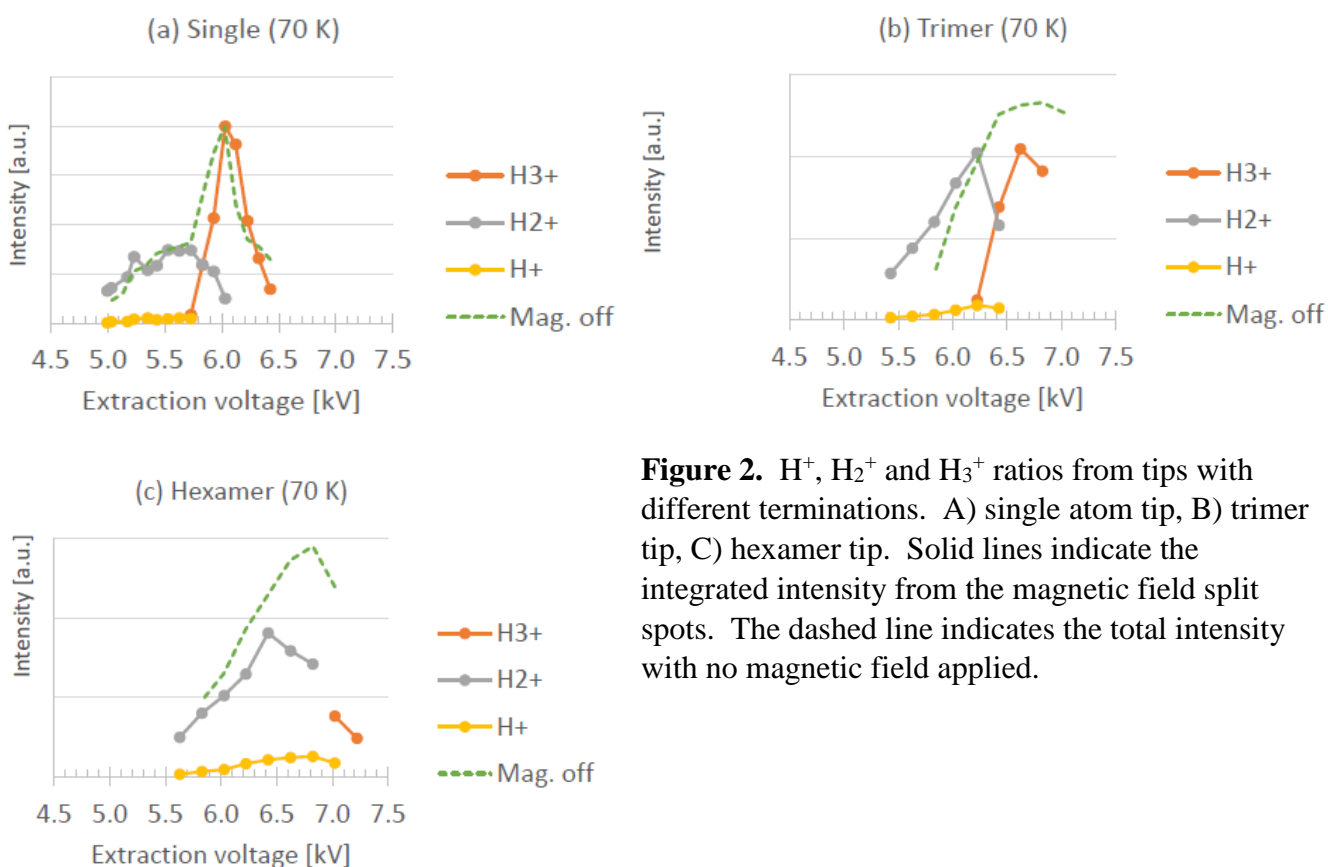 (a) Single (70 K)
Intensity [a.u.]
H3+
H2+
H+
Mag. off
4.5 5.0 5.5 6.0 6.5 7.0 7.5
Extraction voltage [kV]
(b) Trimer (70 K)
Intensity [a.u.]
H3+
H2+
H+
Mag. off
4.5 5.0 5.5 6.0 6.5 7.0 7.5
Extraction voltage [kV]
(c) Hexamer (70 K)
Intensity [a.u.]
H3+
H2+
H+
Mag. off
4.5 5.0 5.5 6.0 6.5 7.0 7.5
Extraction voltage [kV]
Figure 2. H⁺, H₂⁺ and H₃⁺ ratios from tips with
different terminations. A) single atom tip, B) trimer
tip, C) hexamer tip. Solid lines indicate the
integrated intensity from the magnetic field split
spots. The dashed line indicates the total intensity
with no magnetic field applied.